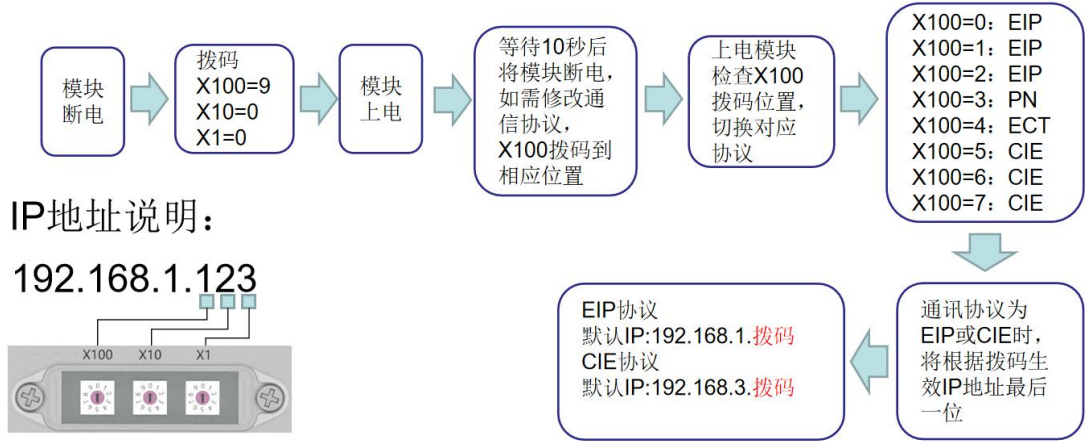 模块
断电
拨码
X100=9
X10=0
X1=0
模块
上电
等待10秒后
将模块断电，
如需修改通
信协议，
X100拨码到
相应位置
上电模块
检查X100
拨码位置，
切换对应
协议
X100=0：EIP
X100=1：EIP
X100=2：EIP
X100=3：PN
X100=4：ECT
X100=5：CIE
X100=6：CIE
X100=7：CIE
通讯协议为
EIP或CIE时，
将根据拨码生
效IP地址最后
一位
EIP协议
默认IP:192.168.1.拨码
CIE协议
默认IP:192.168.3.拨码
IP地址说明：
192.168.1.123
X100 X10 X1